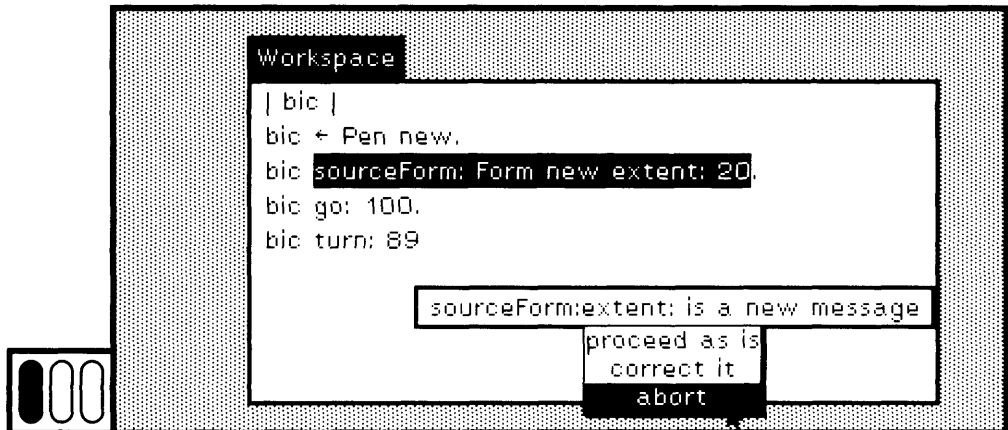 Workspace
| bic |
bic ← Pen new.
bic sourceForm: Form new extent: 20.
bic go: 100.
bic turn: 89
sourceForm:extent: is a new message
proceed as is
correct it
abort